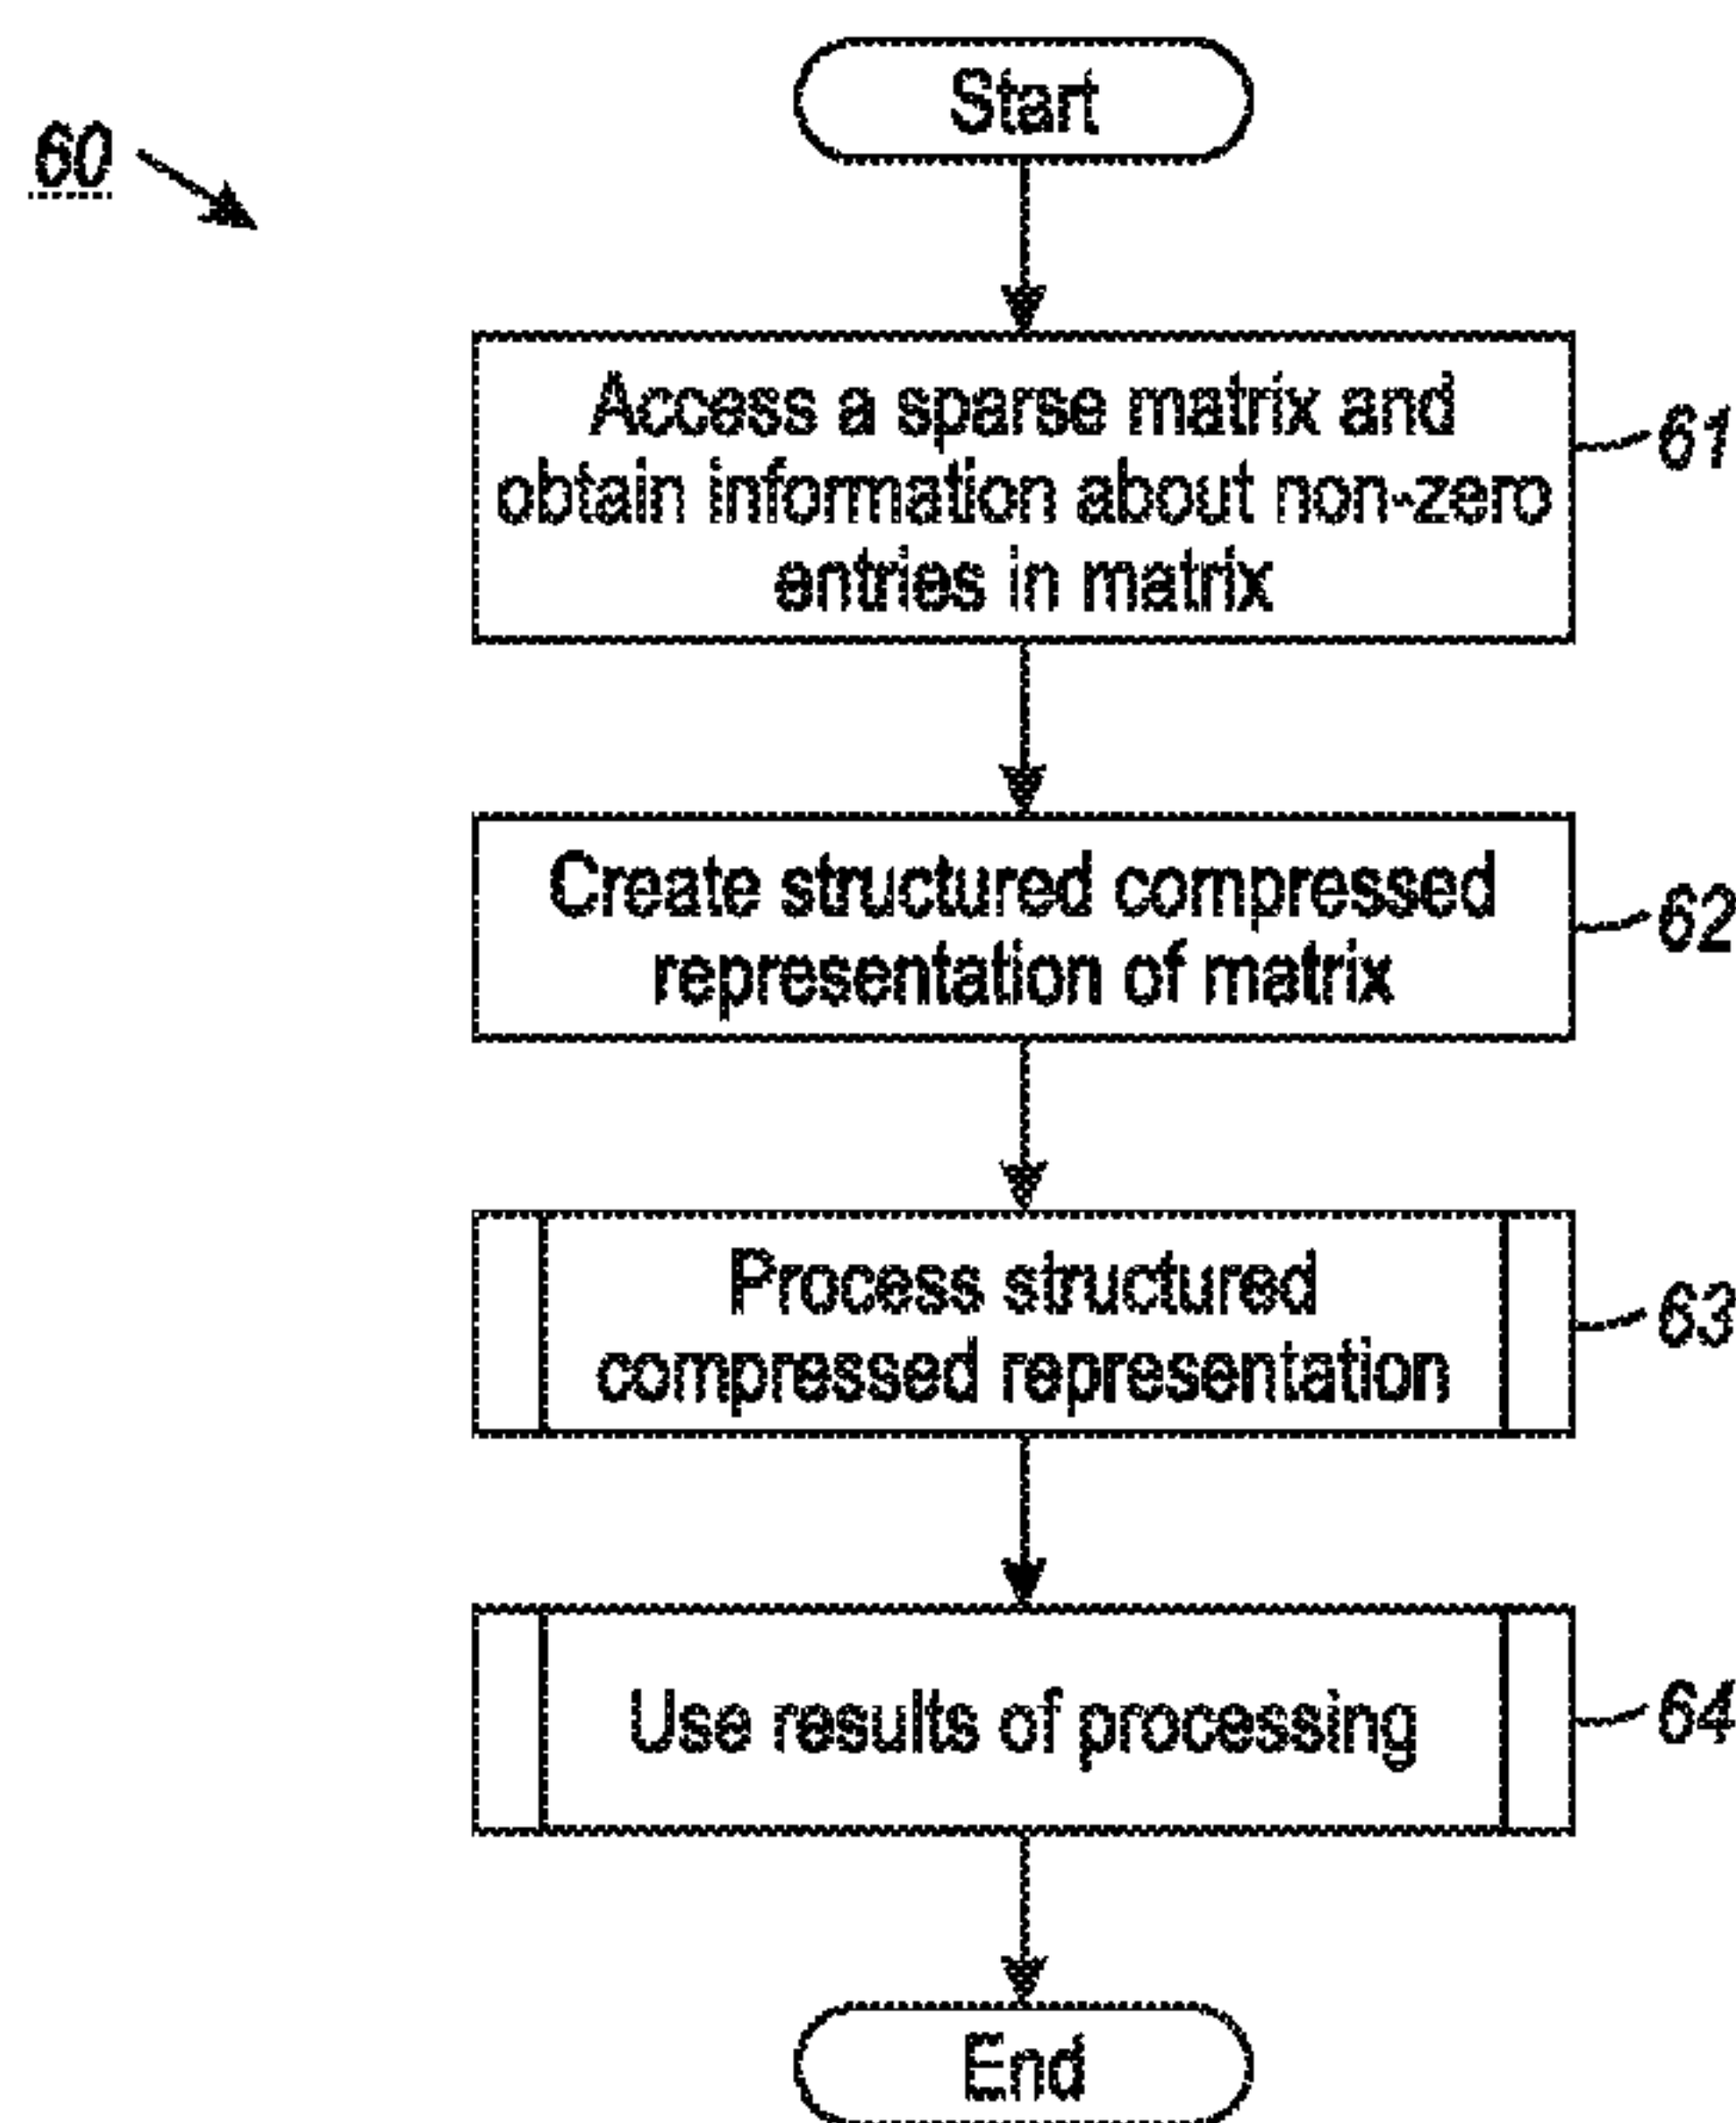 Start
60
Access a sparse matrix and
obtain information about non-zero
entries in matrix
61
Create structured compressed
representation of matrix
62
Process structured
compressed representation
63
Use results of processing
64
End